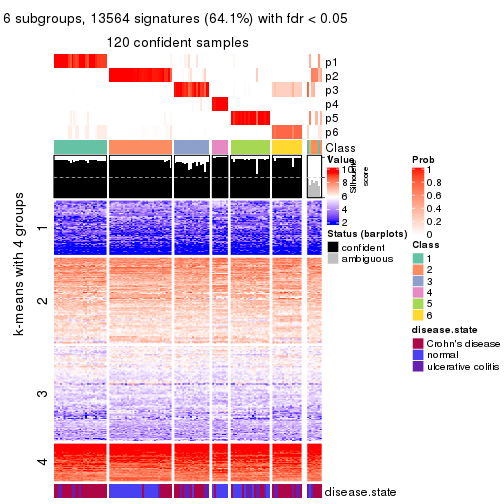 6 subgroups, 13564 signatures (64.1%) with fdr < 0.05
120 confident samples
p1
p2
p3
p4
p5
p6
Class
Silhouette
score
k-means with 4 groups
1
2
3
4
disease.state
Value
10
8
6
4
2
Status (barplots)
confident
ambiguous
Prob
1
0.8
0.6
0.4
0.2
0
Class
1
2
3
4
5
6
disease.state
Crohn's disease
normal
ulcerative colitis